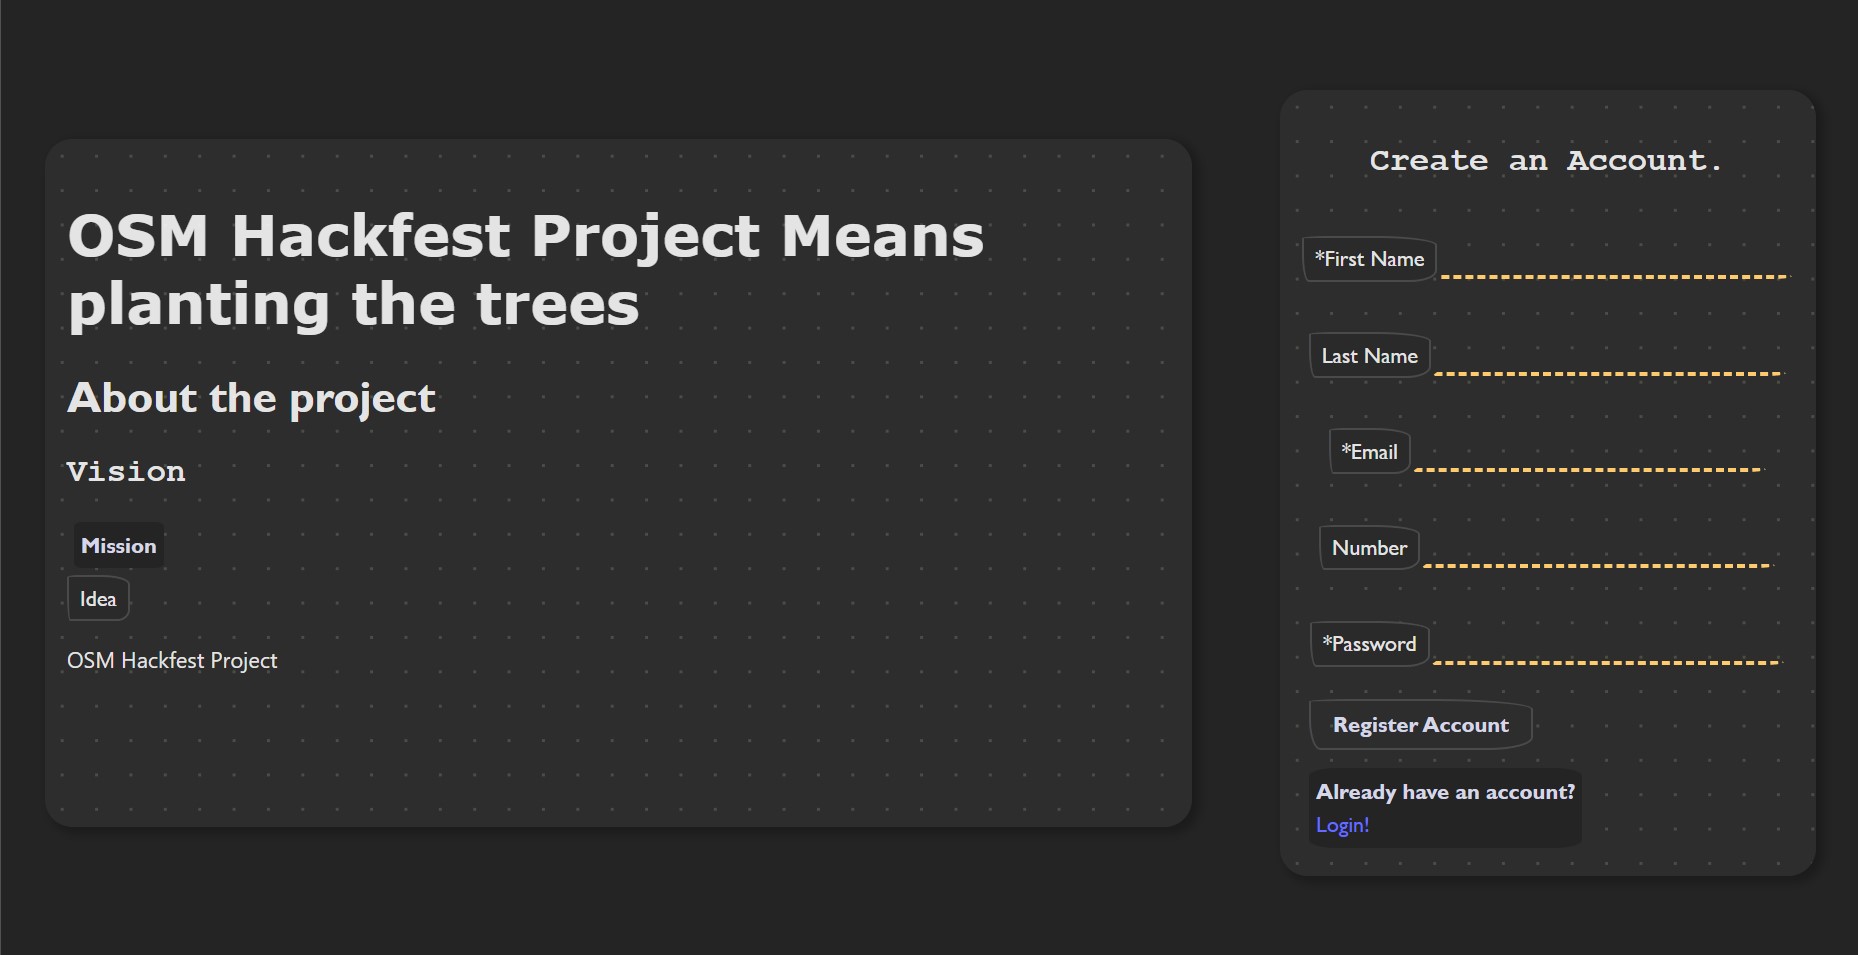 OSM Hackfest Project Means
planting the trees
About the project
Vision
Mission
Idea
OSM Hackfest Project
Create an Account.
*First Name
Last Name
*Email
Number
*Password
Register Account
Already have an account?
Login!